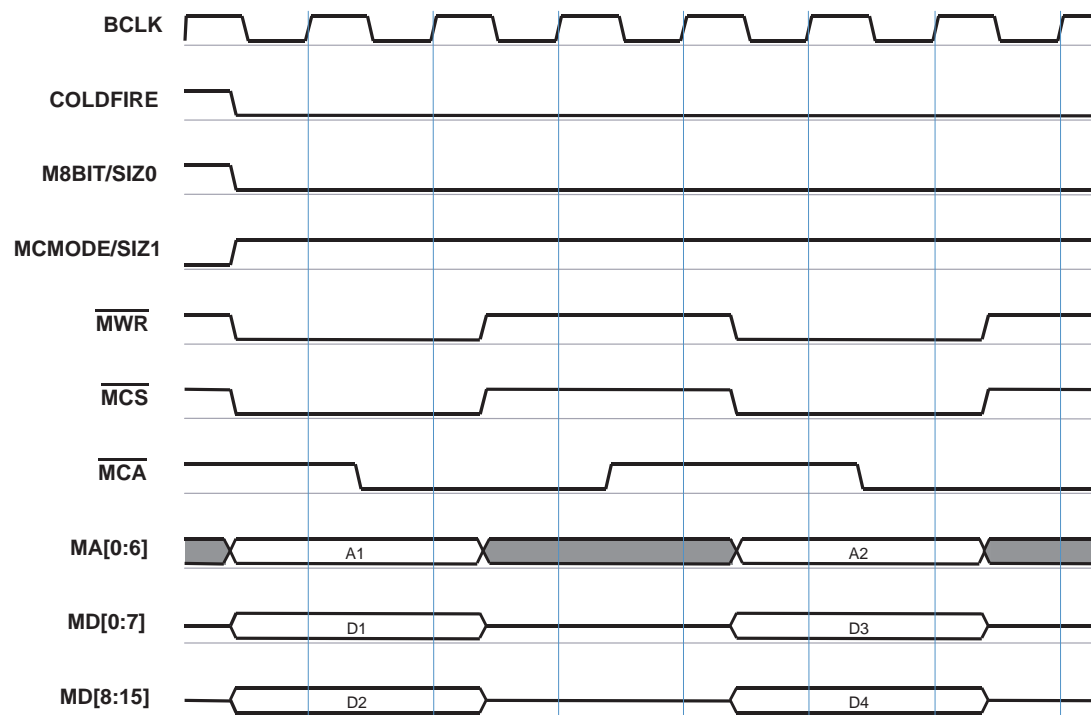 BCLK
COLDFIRE
M8BIT/SIZ0
MCMODE/SIZ1
MWR
MCS
MCA
MA[0:6] A1 A2
MD[0:7] D1 D3
MD[8:15] D2 D4